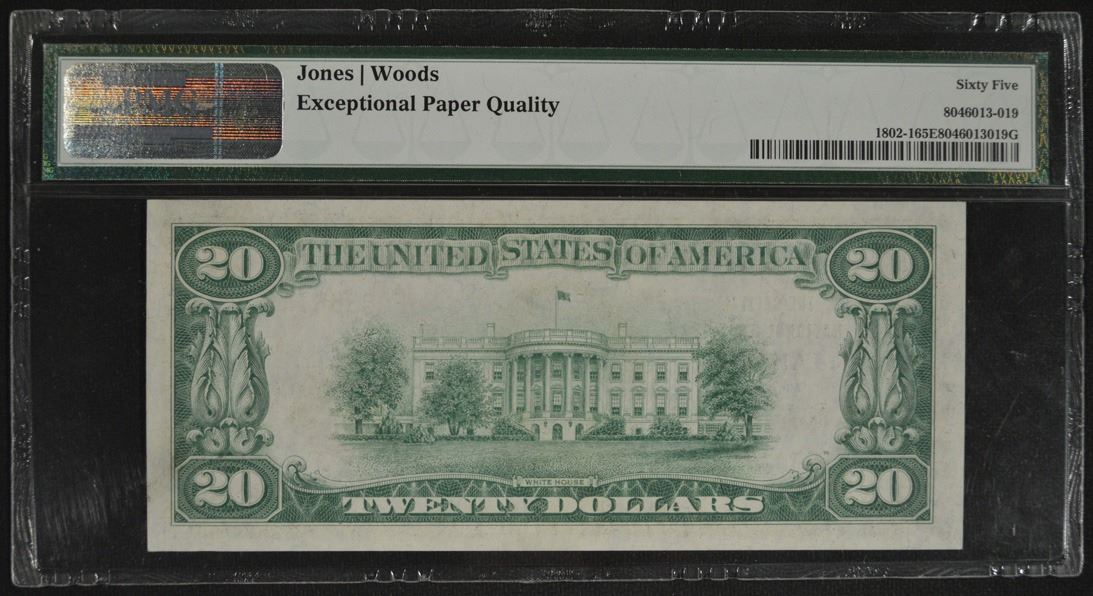 Jones | Woods
Exceptional Paper Quality
Sixty Five
8046013-019
1802-165E8046013019G
20 THE UNITED STATES OF AMERICA 20
WHITE HOUSE
20 TWENTY DOLLARS 20